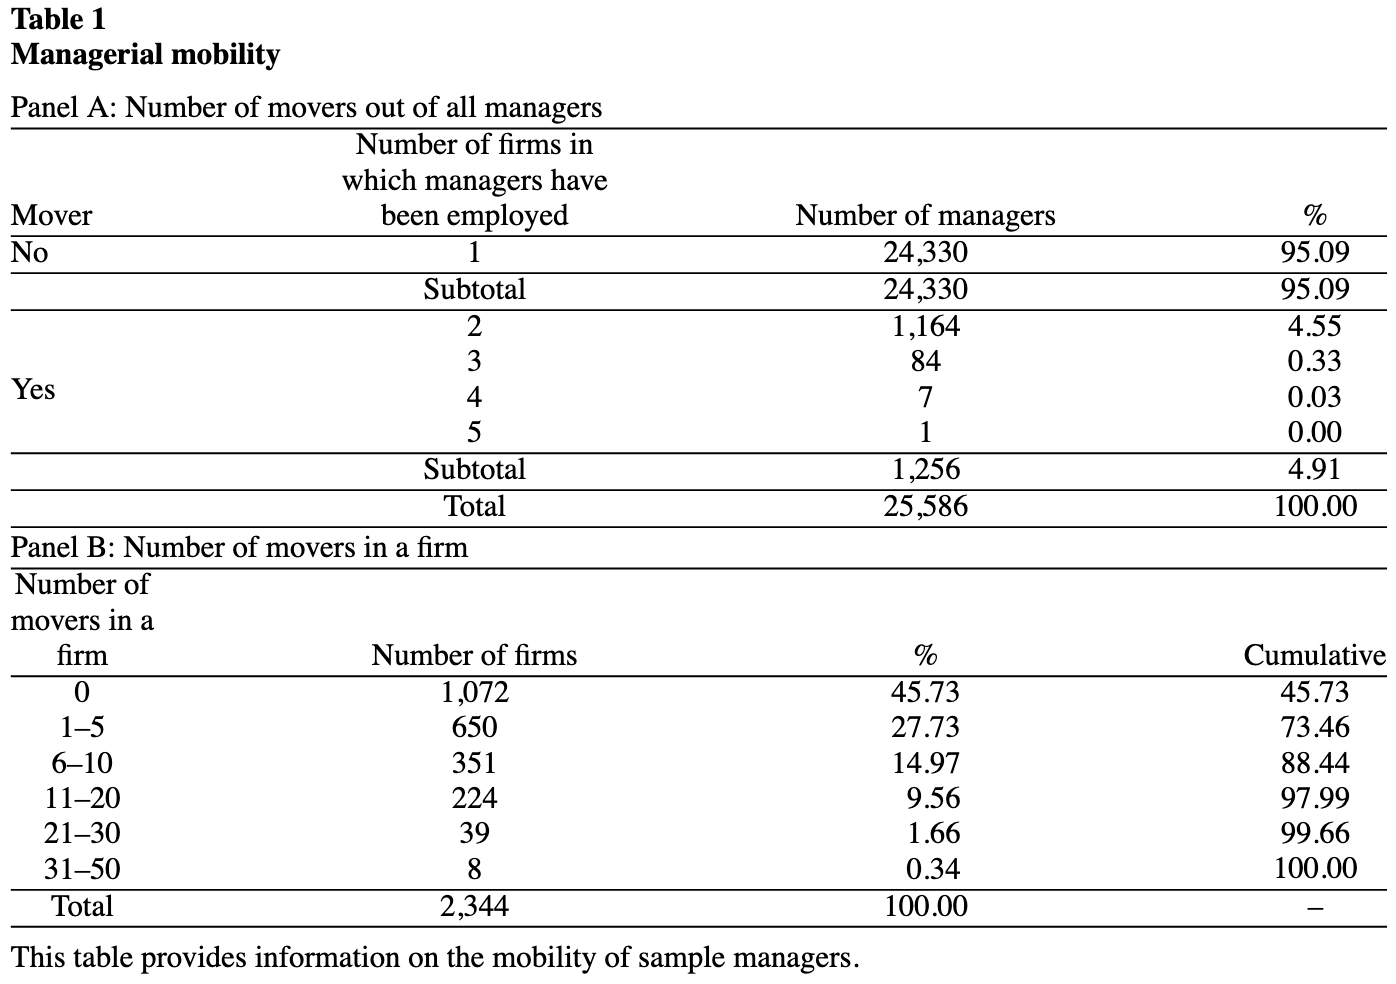 Table 1
Managerial mobility
Panel A: Number of movers out of all managers
Number of firms in
which managers have
Mover been employed Number of managers %
No 1 24,330 95.09
Subtotal 24,330 95.09
2 1,164 4.55
3 84 0.33
Yes
4 7 0.03
5 1 0.00
Subtotal 1,256 4.91
Total 25,586 100.00
Panel B: Number of movers in a firm
Number of
movers in a
firm Number of firms % Cumulative
0 1,072 45.73 45.73
1–5 650 27.73 73.46
6–10 351 14.97 88.44
11–20 224 9.56 97.99
21–30 39 1.66 99.66
31–50 8 0.34 100.00
Total 2,344 100.00 –
This table provides information on the mobility of sample managers.